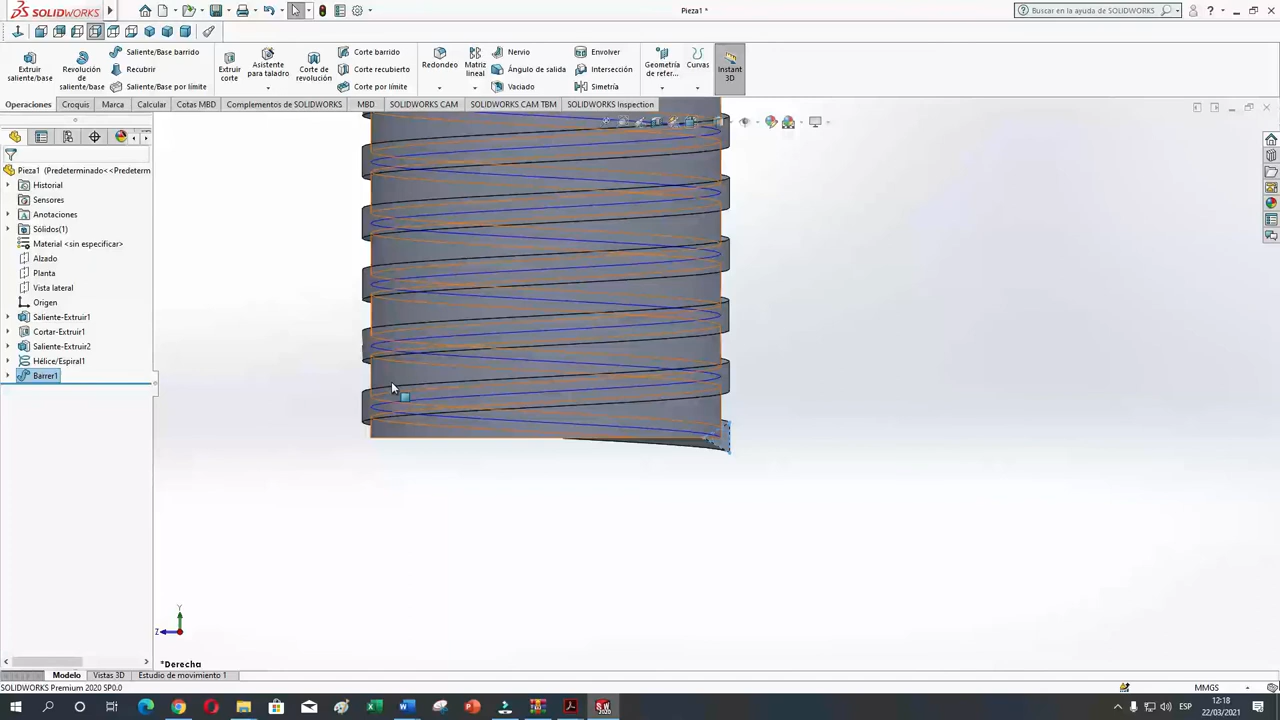 SOLIDWORKS
Pieza1 *
Buscar en la ayuda de SOLIDWORKS
Extruir saliente/base
Revolución de saliente/base
Saliente/Base barrido
Recubrir
Saliente/Base por límite
Extruir corte
Asistente para taladro
Corte de revolución
Corte barrido
Corte recubierto
Corte por límite
Redondeo
Matriz lineal
Nervio
Ángulo de salida
Vaciado
Envolver
Intersección
Simetría
Geometría de refer...
Curvas
Instant 3D
Operaciones
Croquis
Marca
Calcular
Cotas MBD
Complementos de SOLIDWORKS
MBD
SOLIDWORKS CAM
SOLIDWORKS CAM TBM
SOLIDWORKS Inspection
Pieza1 (Predeterminado<<Predeterm
Historial
Sensores
Anotaciones
Sólidos(1)
Material <sin especificar>
Alzado
Planta
Vista lateral
Origen
Saliente-Extruir1
Cortar-Extruir1
Saliente-Extruir2
Hélice/Espiral1
Barrer1
Y
Z
*Derecha
Modelo
Vistas 3D
Estudio de movimiento 1
SOLIDWORKS Premium 2020 SP0.0
MMGS
ESP
12:18
22/03/2021